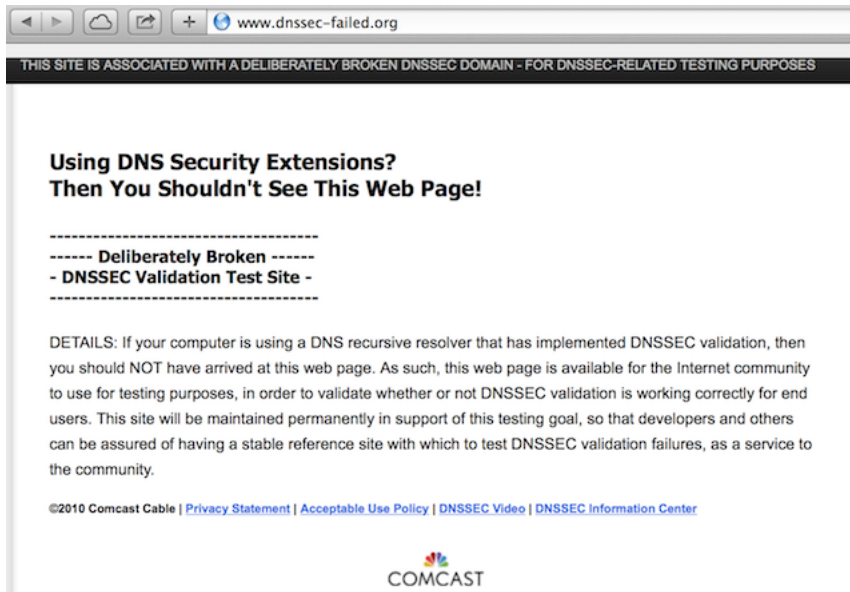 www.dnssec-failed.org
THIS SITE IS ASSOCIATED WITH A DELIBERATELY BROKEN DNSSEC DOMAIN - FOR DNSSEC-RELATED TESTING PURPOSES
Using DNS Security Extensions?
Then You Shouldn't See This Web Page!
------------------------------------
------ Deliberately Broken ------
- DNSSEC Validation Test Site -
------------------------------------
DETAILS: If your computer is using a DNS recursive resolver that has implemented DNSSEC validation, then
you should NOT have arrived at this web page. As such, this web page is available for the Internet community
to use for testing purposes, in order to validate whether or not DNSSEC validation is working correctly for end
users. This site will be maintained permanently in support of this testing goal, so that developers and others
can be assured of having a stable reference site with which to test DNSSEC validation failures, as a service to
the community.
©2010 Comcast Cable | Privacy Statement | Acceptable Use Policy | DNSSEC Video | DNSSEC Information Center
COMCAST